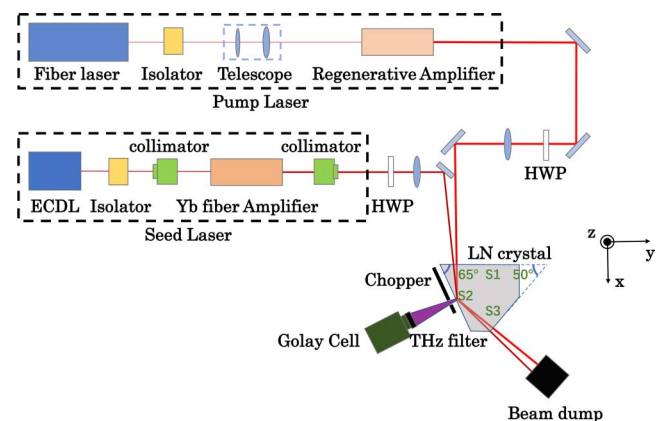 Fiber laser
Isolator
Telescope
Regenerative Amplifier
Pump Laser
collimator
collimator
HWP
ECDL
Isolator
Yb fiber Amplifier
HWP
Seed Laser
LN crystal
z
y
x
Chopper
65° S1 50°
S2
S3
Golay Cell
THz filter
Beam dump